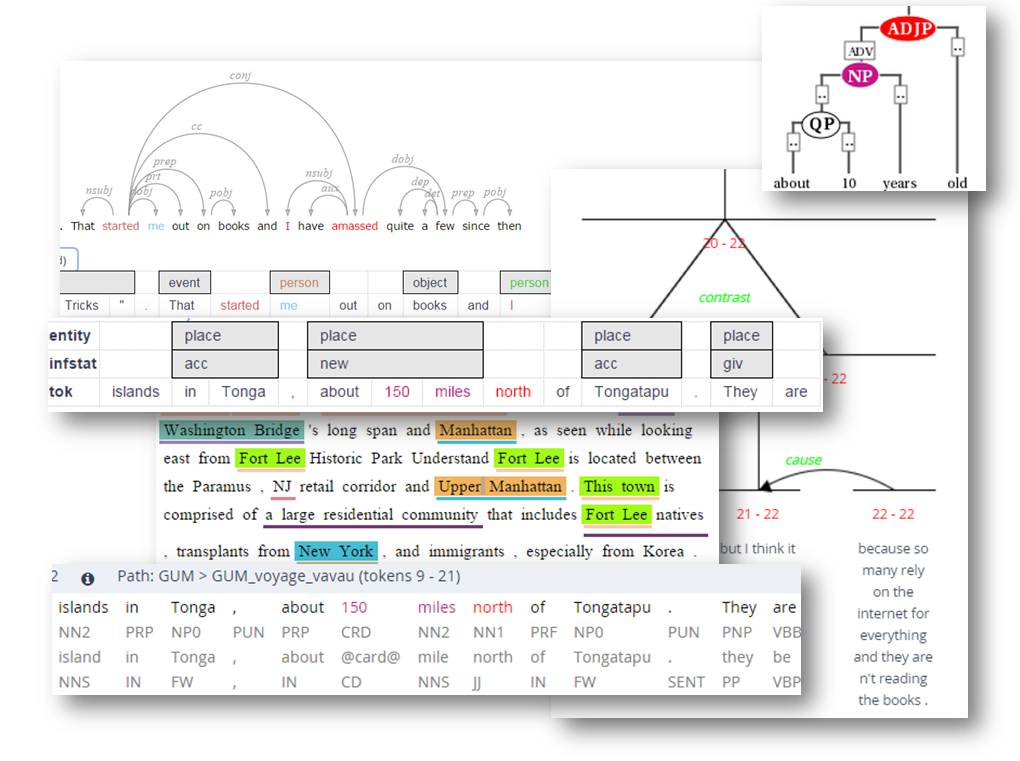 ADJP
ADV
..
NP
..
..
QP
..
..
about 10 years old
conj
cc
prep
prt
nsubj
dobj
pobj
nsubj
aux
dobj
dep
det
prep
pobj
. That started me out on books and I have amassed quite a few since then
d)
event person object person
Tricks " . That started me out on books and I
entity place place place place
infstat acc new acc giv
tok islands in Tonga , about 150 miles north of Tongatapu . They are
20 - 22
contrast
- 22
cause
21 - 22 22 - 22
but I think it
because so
many rely
on the
internet for
everything
and they are
n't reading
the books .
Washington Bridge 's long span and Manhattan , as seen while looking
east from Fort Lee Historic Park Understand Fort Lee is located between
the Paramus , NJ retail corridor and Upper Manhattan . This town is
comprised of a large residential community that includes Fort Lee natives
, transplants from New York , and immigrants , especially from Korea .
2 i Path: GUM > GUM_voyage_vavau (tokens 9 - 21)
islands in Tonga , about 150 miles north of Tongatapu . They are
NN2 PRP NP0 PUN PRP CRD NN2 NN1 PRF NP0 PUN PNP VBB
island in Tonga , about @card@ mile north of Tongatapu . they be
NNS IN FW , IN CD NNS JJ IN FW SENT PP VBP